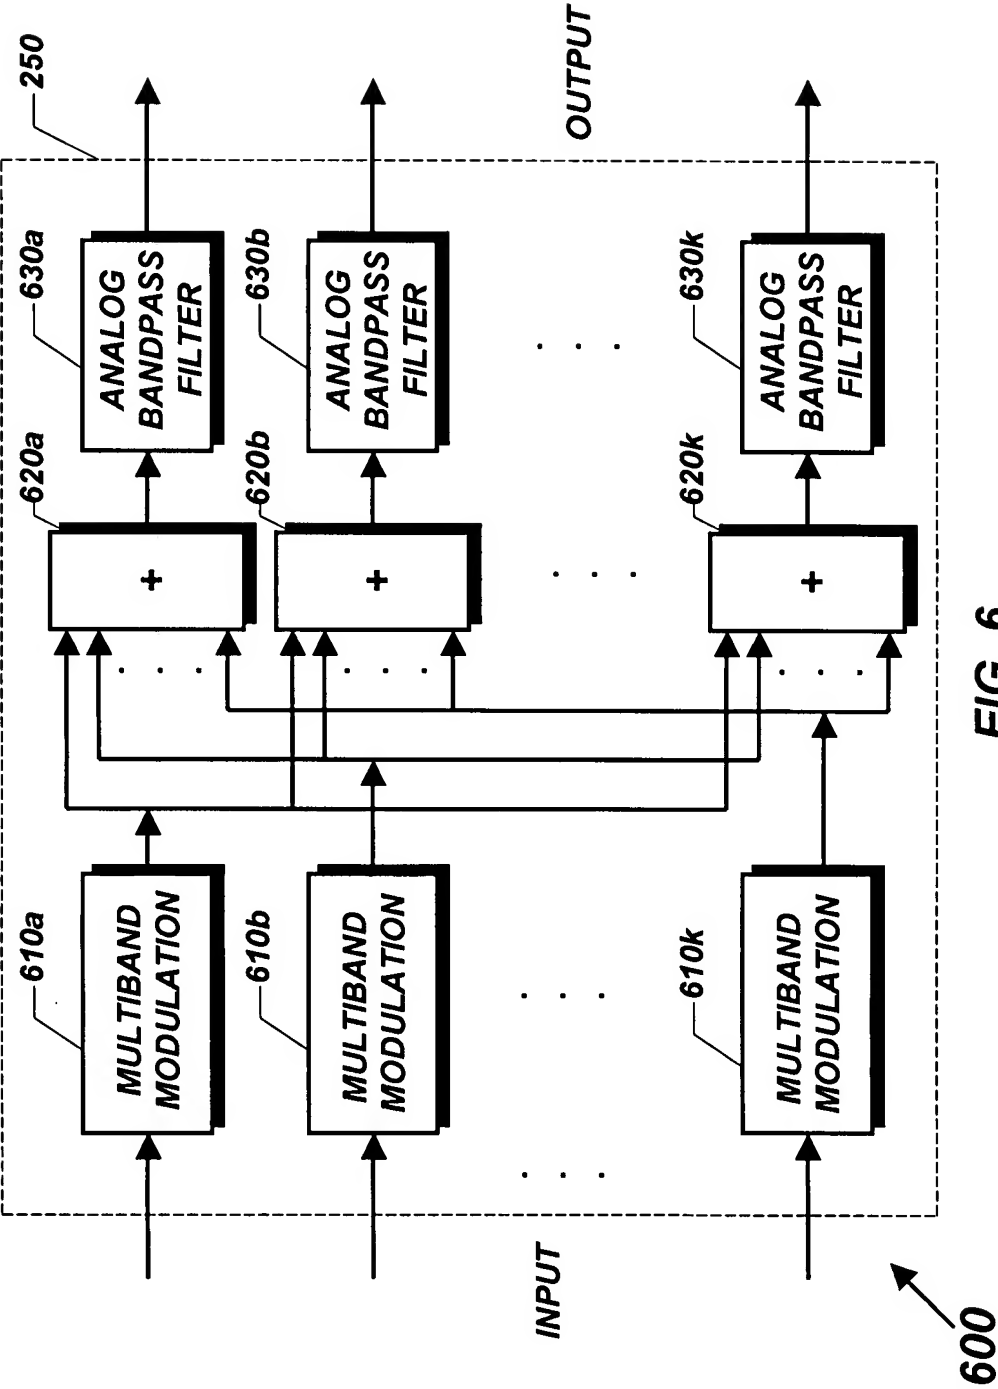 250
630a
ANALOG
BANDPASS
FILTER
630b
ANALOG
BANDPASS
FILTER
630k
ANALOG
BANDPASS
FILTER
OUTPUT
620a
+
620b
+
620k
+
610a
MULTIBAND
MODULATION
610b
MULTIBAND
MODULATION
610k
MULTIBAND
MODULATION
INPUT
600
FIG. 6